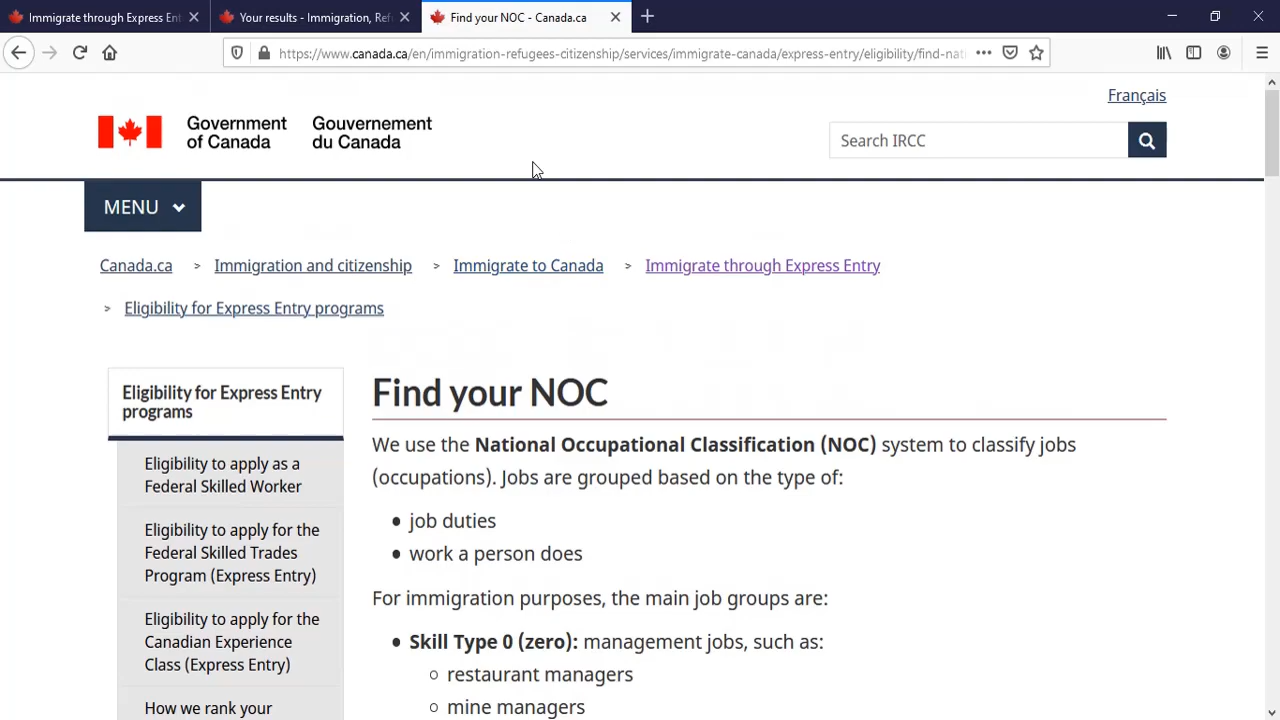 Immigrate through Express Ent
Your results - Immigration, Ref
Find your NOC - Canada.ca
https://www.canada.ca/en/immigration-refugees-citizenship/services/immigrate-canada/express-entry/eligibility/find-nati
Français
Government
of Canada
Gouvernement
du Canada
Search IRCC
MENU
Canada.ca > Immigration and citizenship > Immigrate to Canada > Immigrate through Express Entry
> Eligibility for Express Entry programs
Eligibility for Express Entry
programs
Eligibility to apply as a
Federal Skilled Worker
Eligibility to apply for the
Federal Skilled Trades
Program (Express Entry)
Eligibility to apply for the
Canadian Experience
Class (Express Entry)
How we rank your
Find your NOC
We use the National Occupational Classification (NOC) system to classify jobs
(occupations). Jobs are grouped based on the type of:
• job duties
• work a person does
For immigration purposes, the main job groups are:
• Skill Type 0 (zero): management jobs, such as:
o restaurant managers
o mine managers